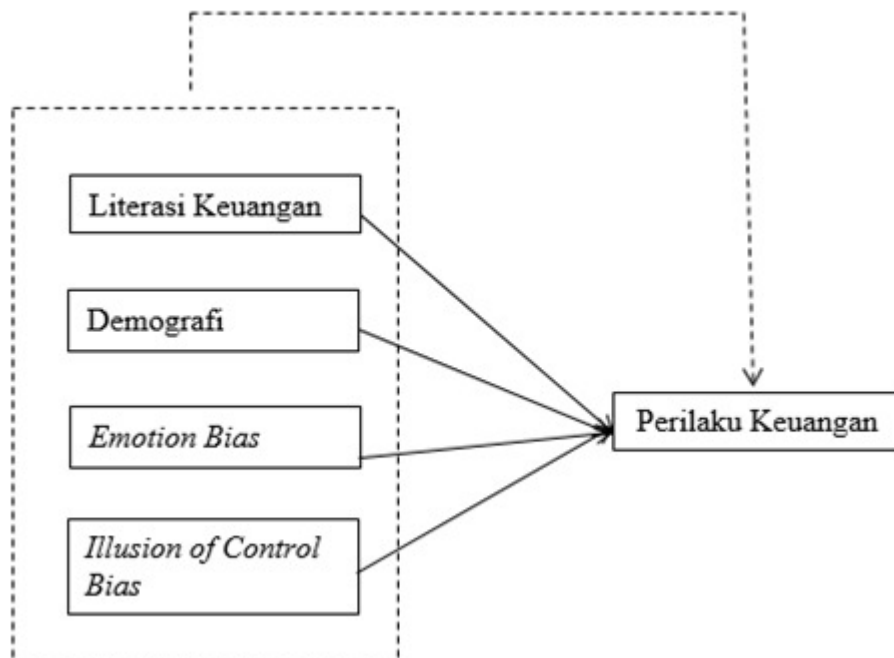 Literasi Keuangan
Demografi
Emotion Bias
Illusion of Control
Bias
Perilaku Keuangan